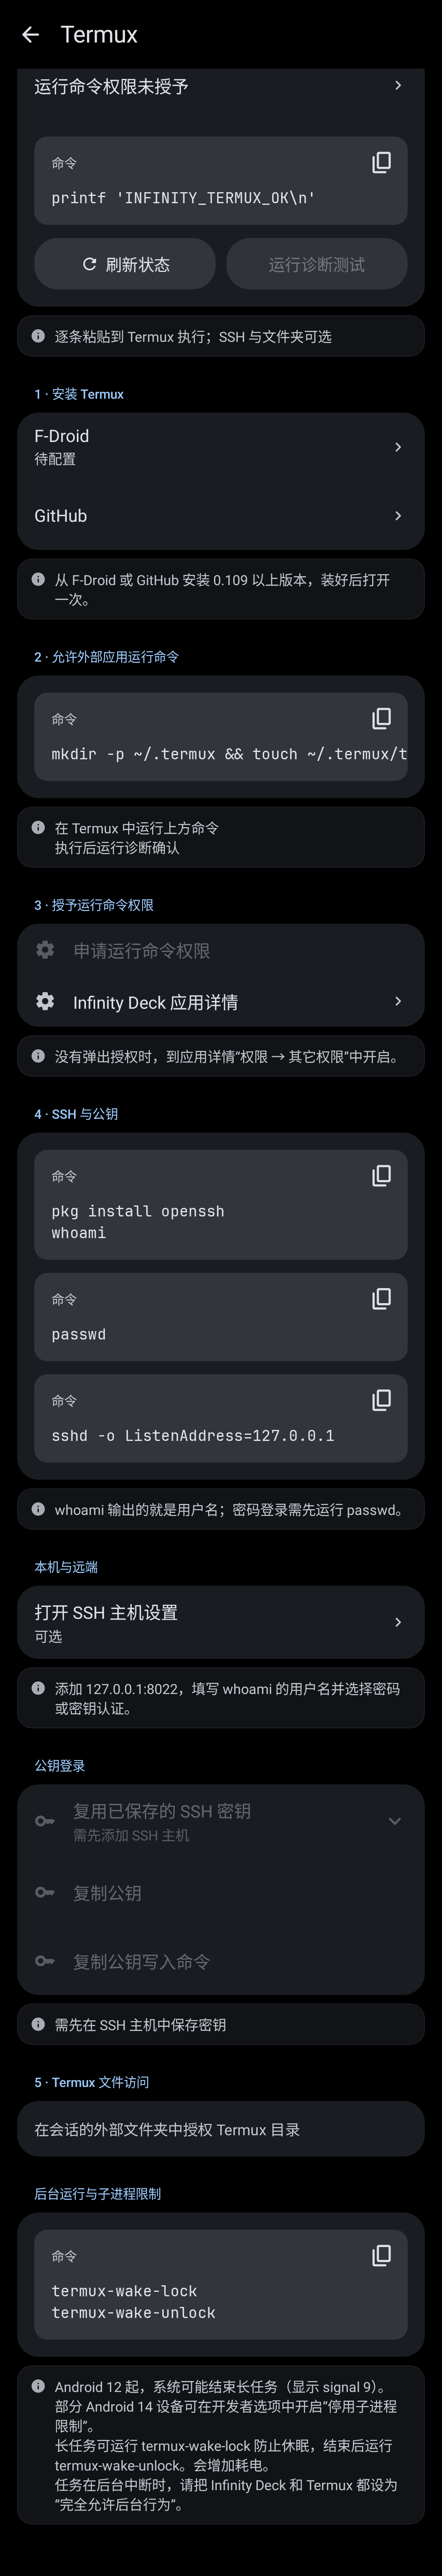 Termux
运行命令权限未授予
命令
printf 'INFINITY_TERMUX_OK\n'
刷新状态
运行诊断测试
逐条粘贴到 Termux 执行；SSH 与文件夹可选
1 · 安装 Termux
F-Droid
待配置
GitHub
从 F-Droid 或 GitHub 安装 0.109 以上版本，装好后打开
一次。
2 · 允许外部应用运行命令
命令
mkdir -p ~/.termux && touch ~/.termux/t
在 Termux 中运行上方命令
执行后运行诊断确认
3 · 授予运行命令权限
申请运行命令权限
Infinity Deck 应用详情
没有弹出授权时，到应用详情“权限 → 其它权限”中开启。
4 · SSH 与公钥
命令
pkg install openssh
whoami
命令
passwd
命令
sshd -o ListenAddress=127.0.0.1
whoami 输出的就是用户名；密码登录需先运行 passwd。
本机与远端
打开 SSH 主机设置
可选
添加 127.0.0.1:8022，填写 whoami 的用户名并选择密码
或密钥认证。
公钥登录
复用已保存的 SSH 密钥
需先添加 SSH 主机
复制公钥
复制公钥写入命令
需先在 SSH 主机中保存密钥
5 · Termux 文件访问
在会话的外部文件夹中授权 Termux 目录
后台运行与子进程限制
命令
termux-wake-lock
termux-wake-unlock
Android 12 起，系统可能结束长任务（显示 signal 9）。
部分 Android 14 设备可在开发者选项中开启“停用子进程
限制”。
长任务可运行 termux-wake-lock 防止休眠，结束后运行
termux-wake-unlock。会增加耗电。
任务在后台中断时，请把 Infinity Deck 和 Termux 都设为
“完全允许后台行为”。